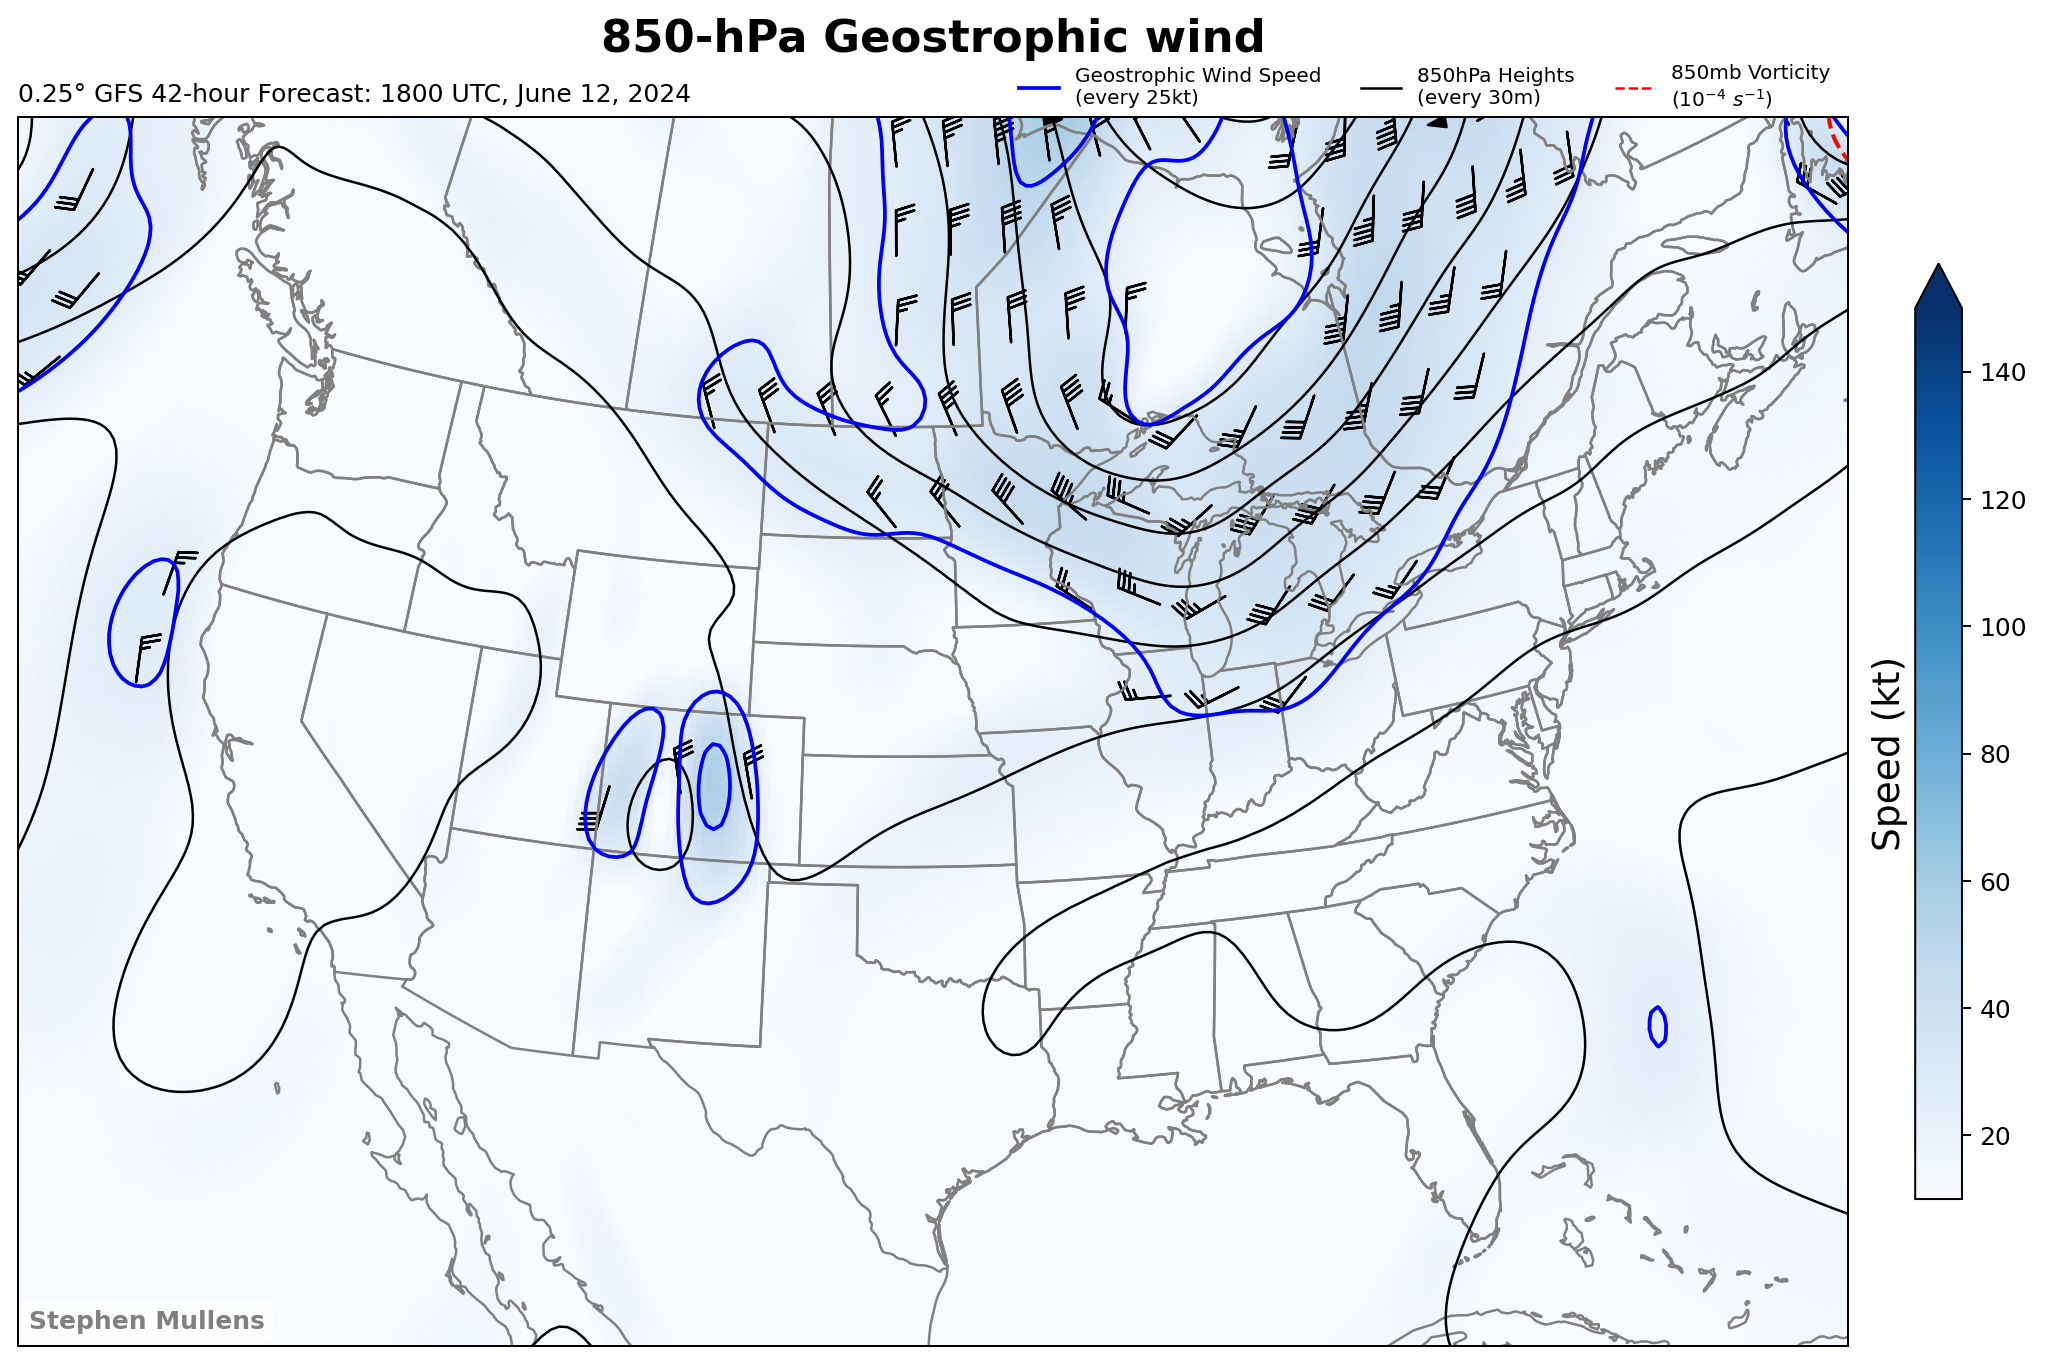 850-hPa Geostrophic wind
0.25° GFS 42-hour Forecast: 1800 UTC, June 12, 2024
Geostrophic Wind Speed
(every 25kt)
850hPa Heights
(every 30m)
850mb Vorticity
(10⁻⁴ s⁻¹)
140
120
100
80
60
40
20
Speed (kt)
Stephen Mullens